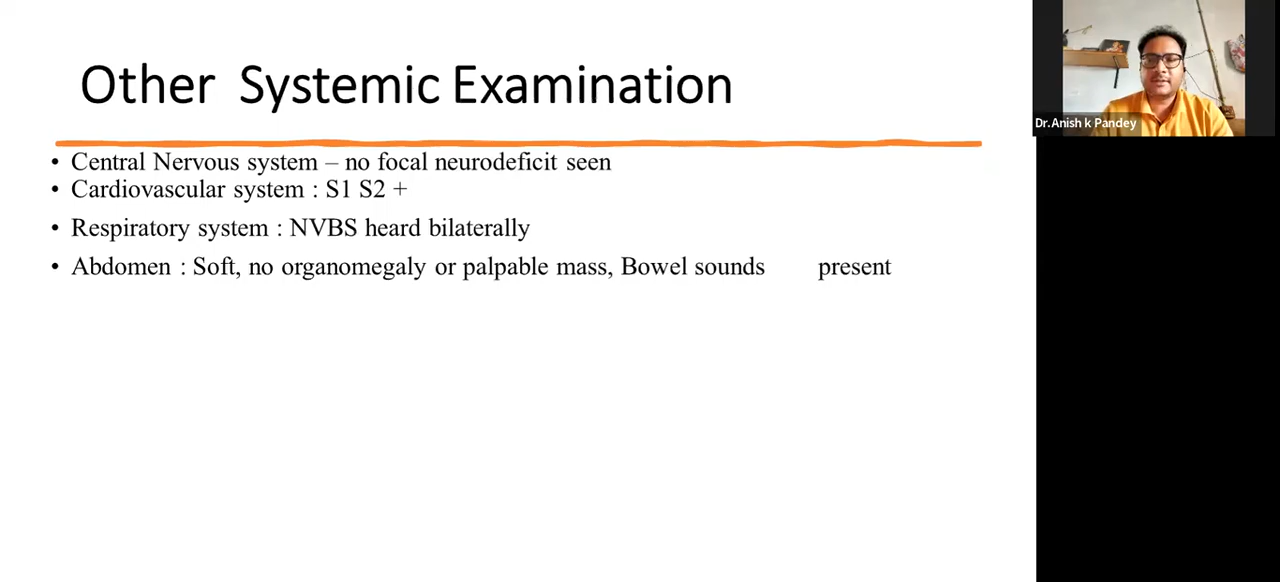 Other Systemic Examination
• Central Nervous system – no focal neurodeficit seen
• Cardiovascular system : S1 S2 +
• Respiratory system : NVBS heard bilaterally
• Abdomen : Soft, no organomegaly or palpable mass, Bowel sounds present
Dr.Anish k Pandey